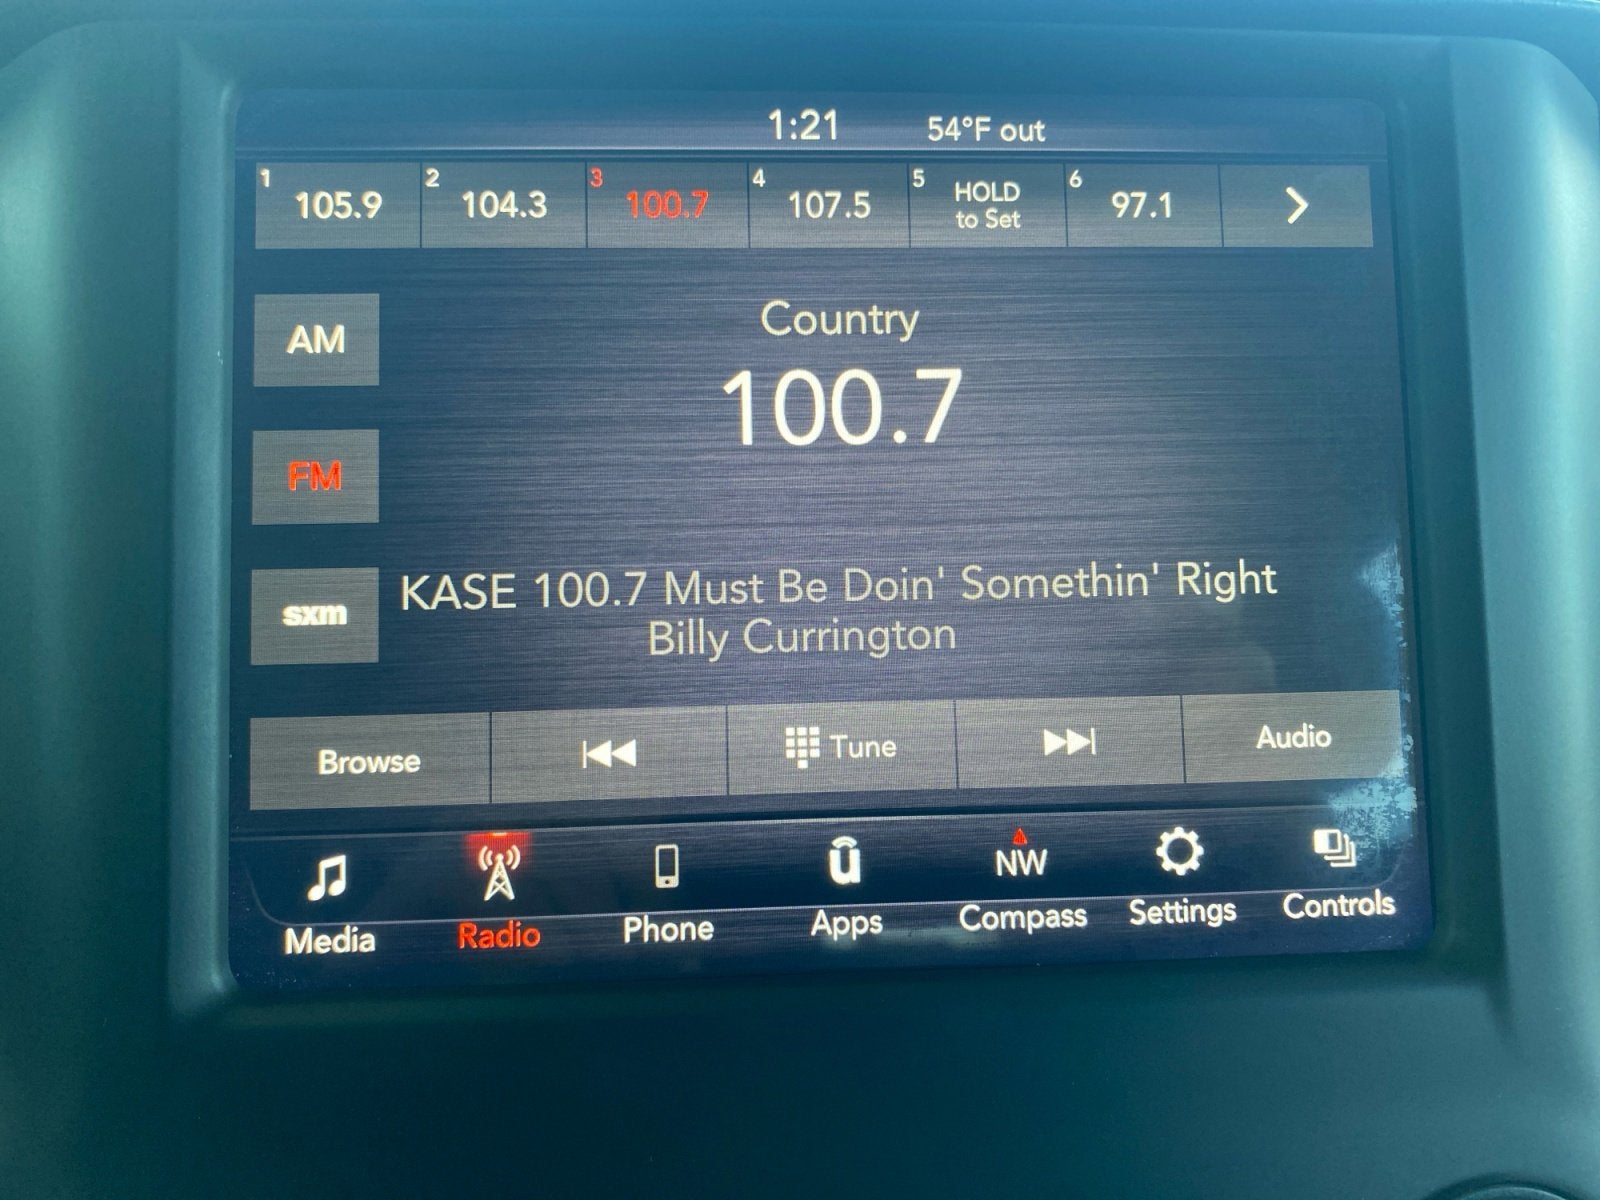 1:21 54°F out
1 105.9 2 104.3 3 100.7 4 107.5 5 HOLD to Set 6 97.1
AM
Country
100.7
FM
sxm
KASE 100.7 Must Be Doin' Somethin' Right
Billy Currington
Browse Tune Audio
NW
Media Radio Phone Apps Compass Settings Controls